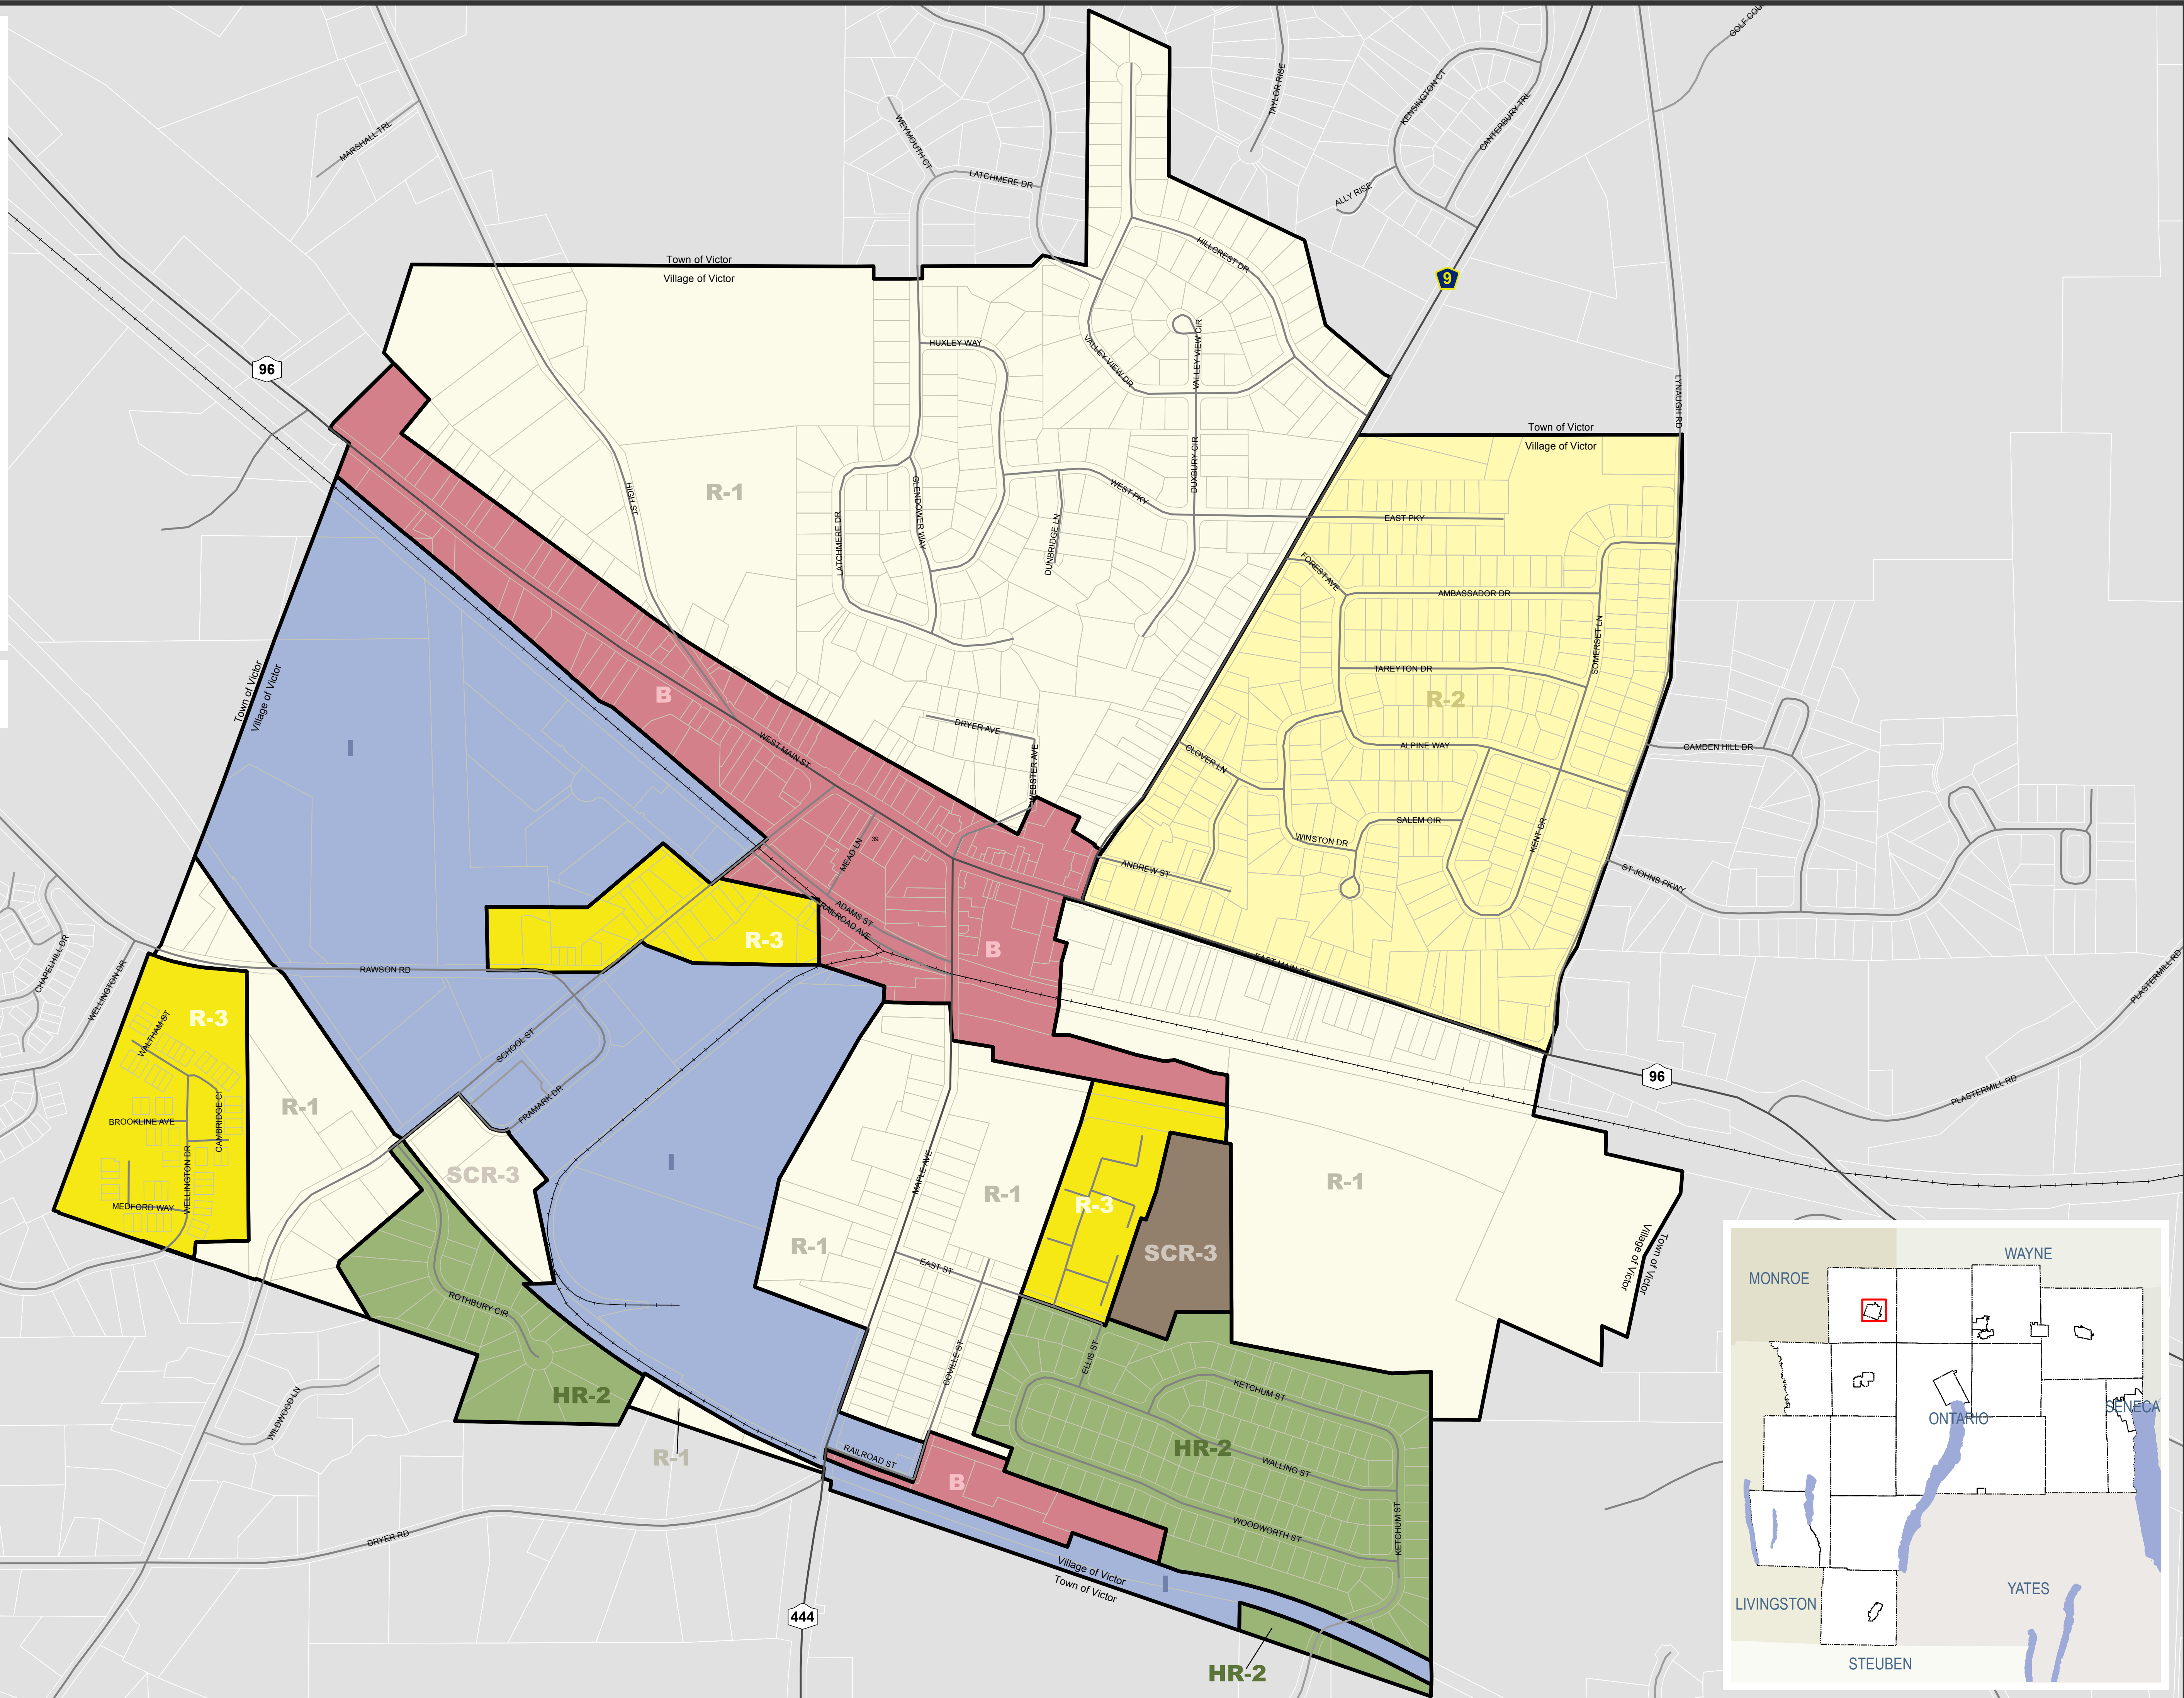 GOLF COU
MARSHALL TRL
WEYMOUTH CT
LATCHMERE DR
TAYLOR RISE
KENSINGTON CT
CANTERBURY TRL
ALLY RISE
HILLCREST DR
Town of Victor
Village of Victor
9
96
HUXLEY WAY
VALLEY VIEW DR
VALLEY VIEW CIR
LYNAUGH RD
Town of Victor
Village of Victor
R-1
HIGH ST
GLENDOWER WAY
LATCHMERE DR
DUNBRIDGE LN
WEST PKY
DUXBURY CIR
EAST PKY
FOREST AVE
AMBASSADOR DR
SOMERSET LN
TAREYTON DR
R-2
Town of Victor
Village of Victor
I
B
WEST MAIN ST
DRYER AVE
WEBSTER AVE
CLOVER LN
ALPINE WAY
CAMDEN HILL DR
SALEM CIR
WINSTON DR
KENT DR
ANDREW ST
ST JOHNS PKWY
MEAD LN
39
ADAMS ST
RAILROAD AVE
R-3
B
EAST MAIN ST
CHAPELHILL DR
WELLINGTON DR
RAWSON RD
PLASTERMILL RD
R-3
WALTHAM ST
SCHOOL ST
FRAMARK DR
96
PLASTERMILL RD
BROOKLINE AVE
CAMBRIDGE CT
WELLINGTON DR
MEDFORD WAY
R-1
SCR-3
I
MAPLE AVE
R-1
R-1
R-3
SCR-3
R-1
EAST ST
Village of Victor
Town of Victor
ROTHBURY CIR
HR-2
WILDWOOD LN
R-1
COVILLE ST
ELLIS ST
KETCHUM ST
HR-2
WALLING ST
WOODWORTH ST
KETCHUM ST
RAILROAD ST
B
DRYER RD
Village of Victor
Town of Victor
I
444
HR-2
MONROE
WAYNE
ONTARIO
SENECA
YATES
LIVINGSTON
STEUBEN